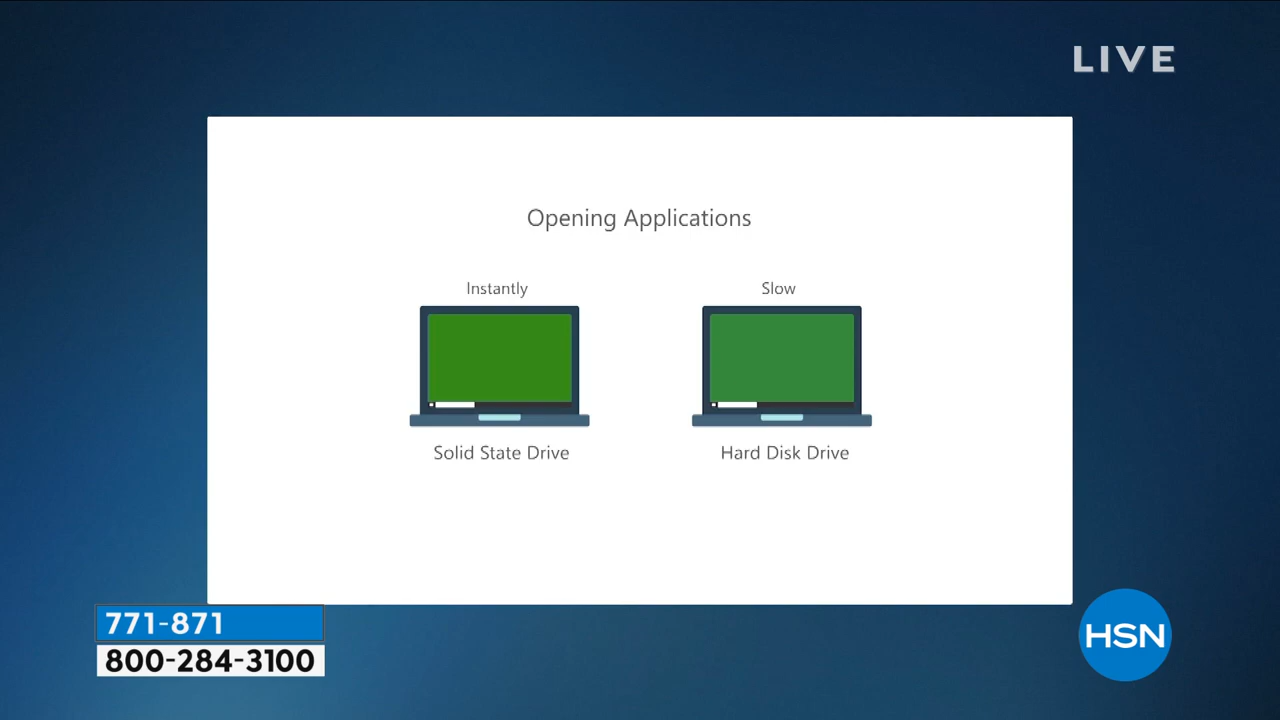 LIVE
Opening Applications
Instantly
Slow
Solid State Drive
Hard Disk Drive
771-871
800-284-3100
HSN